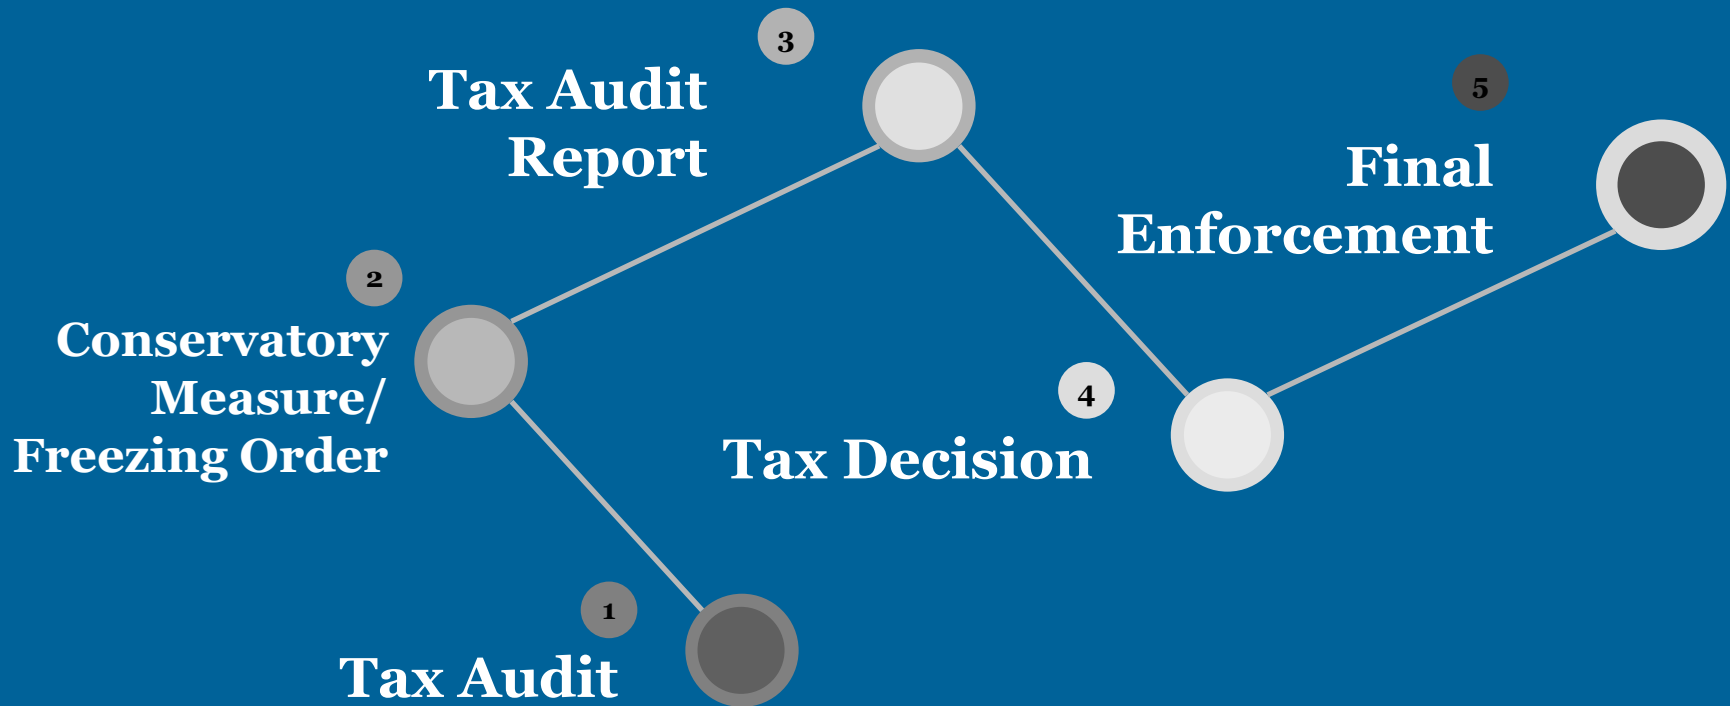 1
Tax Audit
2
Conservatory
Measure/
Freezing Order
3
Tax Audit
Report
4
Tax Decision
5
Final
Enforcement